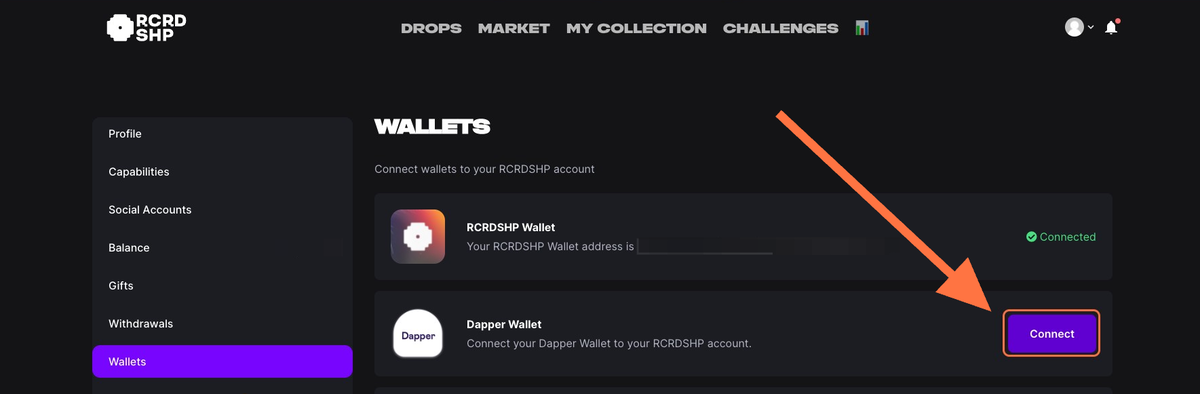 RCRD
SHP
DROPS MARKET MY COLLECTION CHALLENGES
Profile
Capabilities
Social Accounts
Balance
Gifts
Withdrawals
Wallets
WALLETS
Connect wallets to your RCRDSHP account
RCRDSHP Wallet
Your RCRDSHP Wallet address is
Connected
Dapper
Dapper Wallet
Connect your Dapper Wallet to your RCRDSHP account.
Connect